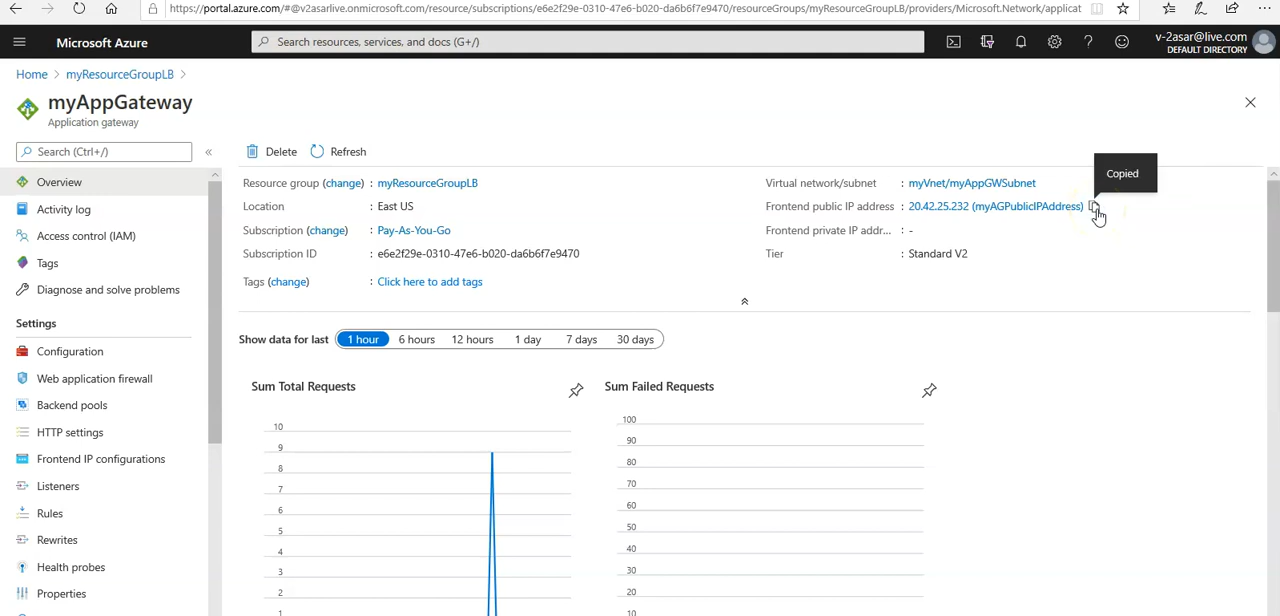 https://portal.azure.com/#@v2asarlive.onmicrosoft.com/resource/subscriptions/e6e2f29e-0310-47e6-b020-da6b6f7e9470/resourceGroups/myResourceGroupLB/providers/Microsoft.Network/applicat
Microsoft Azure
Search resources, services, and docs (G+/)
v-2asar@live.com
DEFAULT DIRECTORY
Home > myResourceGroupLB >
myAppGateway
Application gateway
Search (Ctrl+/)
«
Delete
Refresh
Copied
Overview
Activity log
Access control (IAM)
Tags
Diagnose and solve problems
Settings
Configuration
Web application firewall
Backend pools
HTTP settings
Frontend IP configurations
Listeners
Rules
Rewrites
Health probes
Properties
Resource group (change) : myResourceGroupLB
Location : East US
Subscription (change) : Pay-As-You-Go
Subscription ID : e6e2f29e-0310-47e6-b020-da6b6f7e9470
Tags (change) : Click here to add tags
Virtual network/subnet : myVnet/myAppGWSubnet
Frontend public IP address : 20.42.25.232 (myAGPublicIPAddress)
Frontend private IP addr... : -
Tier : Standard V2
Show data for last 1 hour 6 hours 12 hours 1 day 7 days 30 days
Sum Total Requests
10
9
8
7
6
5
4
3
2
1
Sum Failed Requests
100
90
80
70
60
50
40
30
20
10